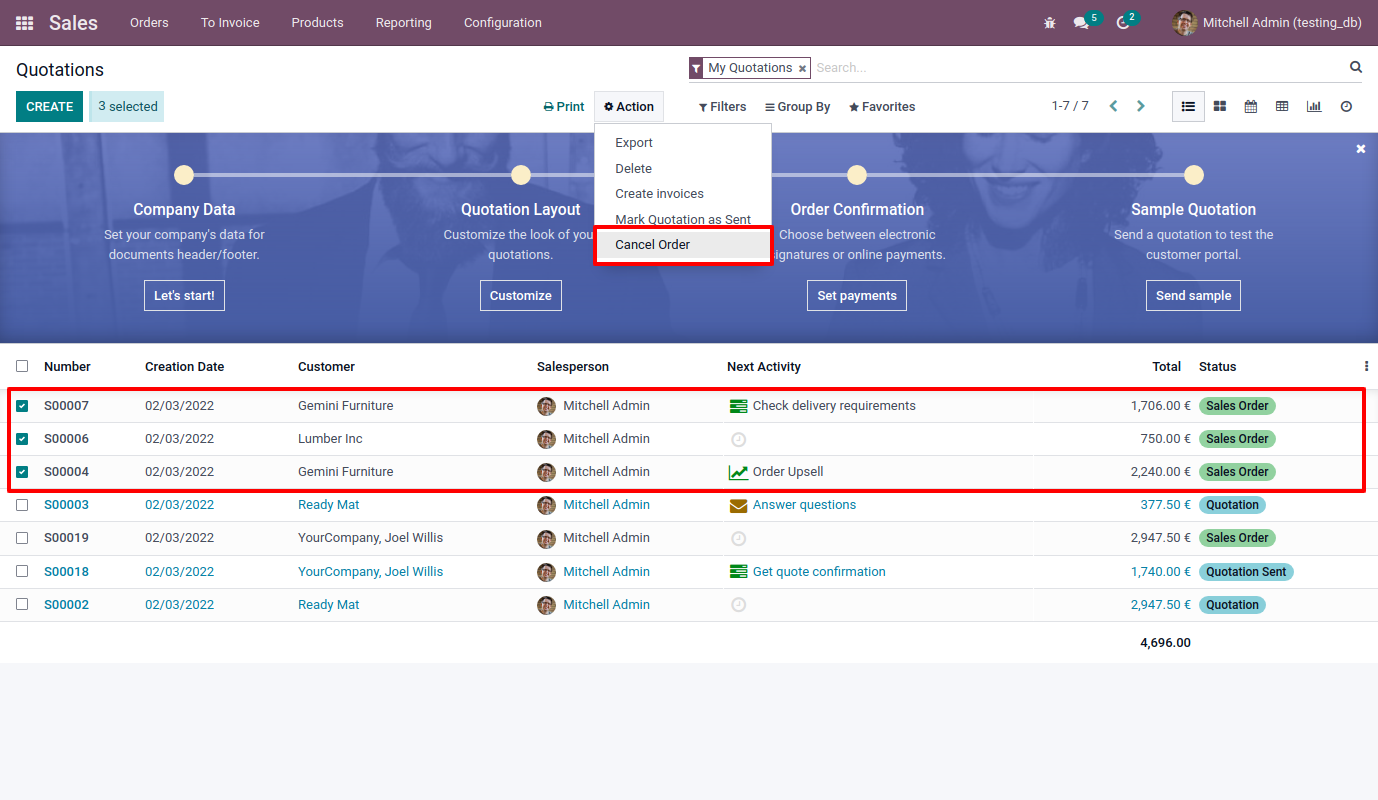 Sales Orders To Invoice Products Reporting Configuration 5 2 Mitchell Admin (testing_db)
Quotations My Quotations × Search...
CREATE 3 selected Print Action Filters Group By Favorites 1-7 / 7
Export
Delete
Create invoices
Mark Quotation as Sent
Cancel Order
Company Data
Set your company's data for
documents header/footer.
Let's start!
Quotation Layout
Customize the look of you
quotations.
Customize
Order Confirmation
Choose between electronic
ignatures or online payments.
Set payments
Sample Quotation
Send a quotation to test the
customer portal.
Send sample
Number Creation Date Customer Salesperson Next Activity Total Status
S00007 02/03/2022 Gemini Furniture Mitchell Admin Check delivery requirements 1,706.00 € Sales Order
S00006 02/03/2022 Lumber Inc Mitchell Admin 750.00 € Sales Order
S00004 02/03/2022 Gemini Furniture Mitchell Admin Order Upsell 2,240.00 € Sales Order
S00003 02/03/2022 Ready Mat Mitchell Admin Answer questions 377.50 € Quotation
S00019 02/03/2022 YourCompany, Joel Willis Mitchell Admin 2,947.50 € Sales Order
S00018 02/03/2022 YourCompany, Joel Willis Mitchell Admin Get quote confirmation 1,740.00 € Quotation Sent
S00002 02/03/2022 Ready Mat Mitchell Admin 2,947.50 € Quotation
4,696.00